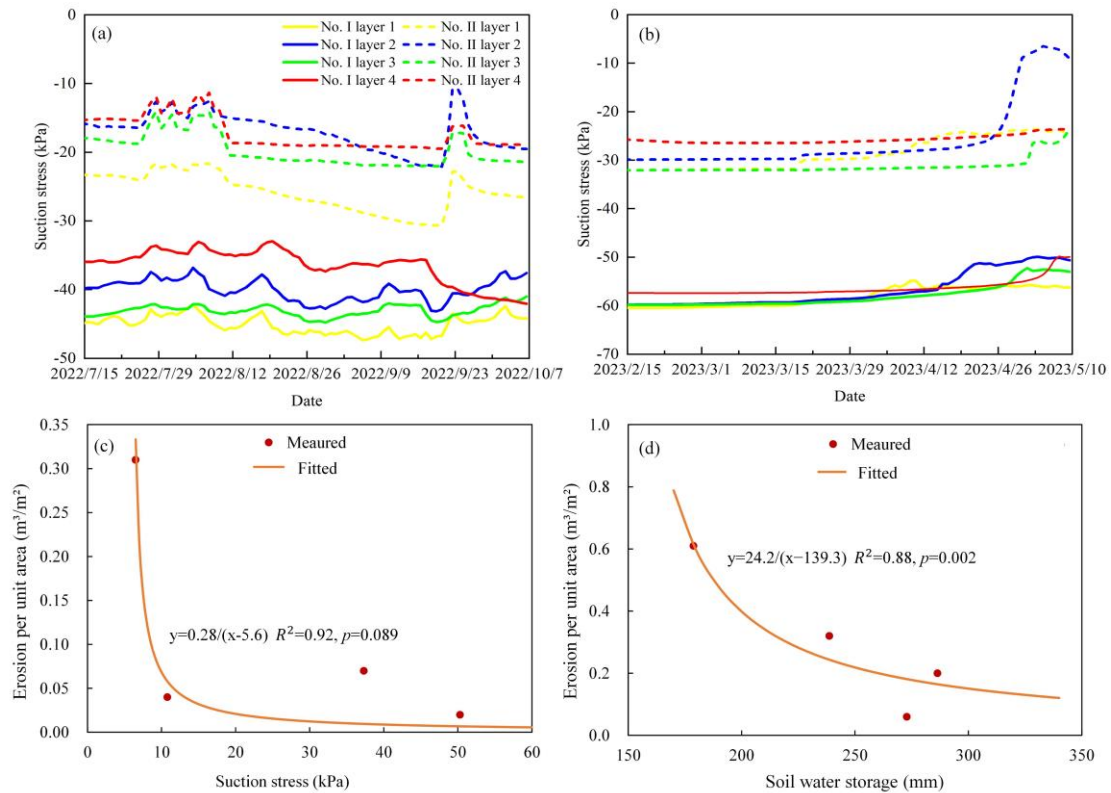 (a)
No. I layer 1 No. II layer 1
No. I layer 2 No. II layer 2
No. I layer 3 No. II layer 3
No. I layer 4 No. II layer 4
0
-10
-20
-30
-40
-50
Suction stress (kPa)
2022/7/15 2022/7/29 2022/8/12 2022/8/26 2022/9/9 2022/9/23 2022/10/7
Date
(b)
0
-10
-20
-30
-40
-50
-60
-70
Suction stress (kPa)
2023/2/15 2023/3/1 2023/3/15 2023/3/29 2023/4/12 2023/4/26 2023/5/10
Date
(c)
Meaured
Fitted
y=0.28/(x-5.6) R²=0.92, p=0.089
0.35
0.30
0.25
0.20
0.15
0.10
0.05
0.00
Erosion per unit area (m³/m²)
0 10 20 30 40 50 60
Suction stress (kPa)
(d)
Meaured
Fitted
y=24.2/(x−139.3) R²=0.88, p=0.002
1.0
0.8
0.6
0.4
0.2
0.0
Erosion per unit area (m³/m²)
150 200 250 300 350
Soil water storage (mm)